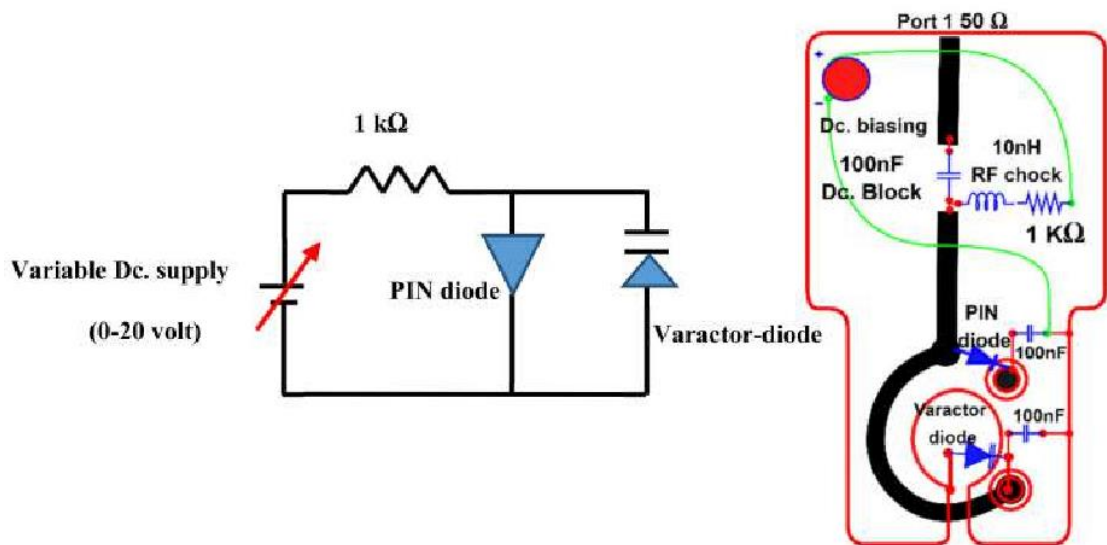 1 kΩ
Variable Dc. supply
(0-20 volt)
PIN diode
Varactor-diode
Port 1 50 Ω
+
−
Dc. biasing
100nF
Dc. Block
10nH
RF chock
1 KΩ
PIN
diode
100nF
Varactor
diode
100nF